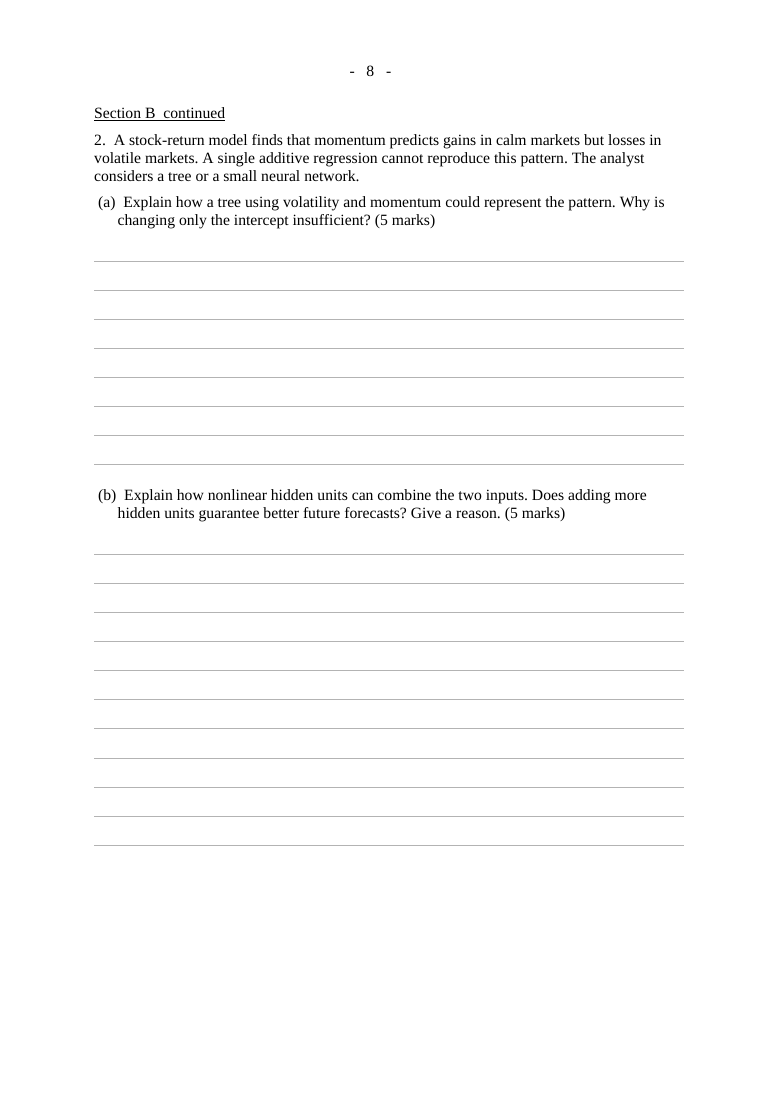 - 8 -
Section B continued
2. A stock-return model finds that momentum predicts gains in calm markets but losses in
volatile markets. A single additive regression cannot reproduce this pattern. The analyst
considers a tree or a small neural network.
(a) Explain how a tree using volatility and momentum could represent the pattern. Why is
changing only the intercept insufficient? (5 marks)
(b) Explain how nonlinear hidden units can combine the two inputs. Does adding more
hidden units guarantee better future forecasts? Give a reason. (5 marks)